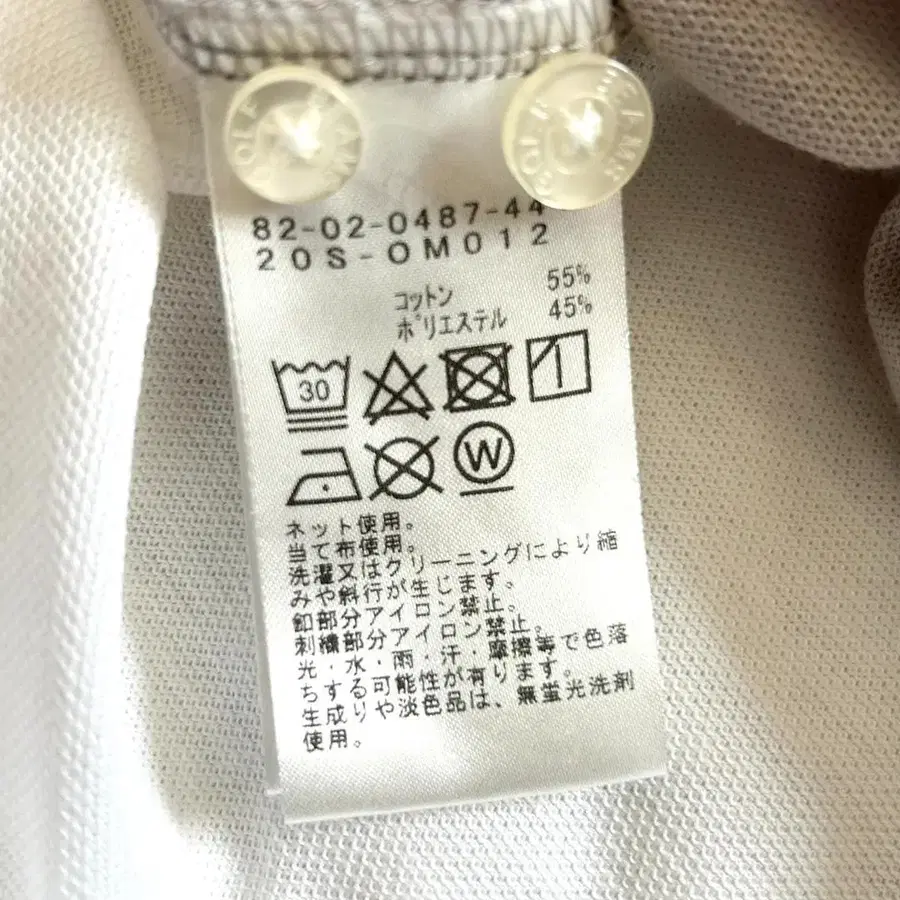 82-02-0487-44
20S-OM012
コットン 55%
ポリエステル 45%
30
W
ネット使用。
当て布使用。
洗濯又はクリーニングにより縮
みや斜行が生じます。
釦部分アイロン禁止。
刺繍部分アイロン禁止。
光・水・雨・汗・摩擦等で色落
ちする可能性が有ります。
生成りや淡色品は、無蛍光洗剤
使用。